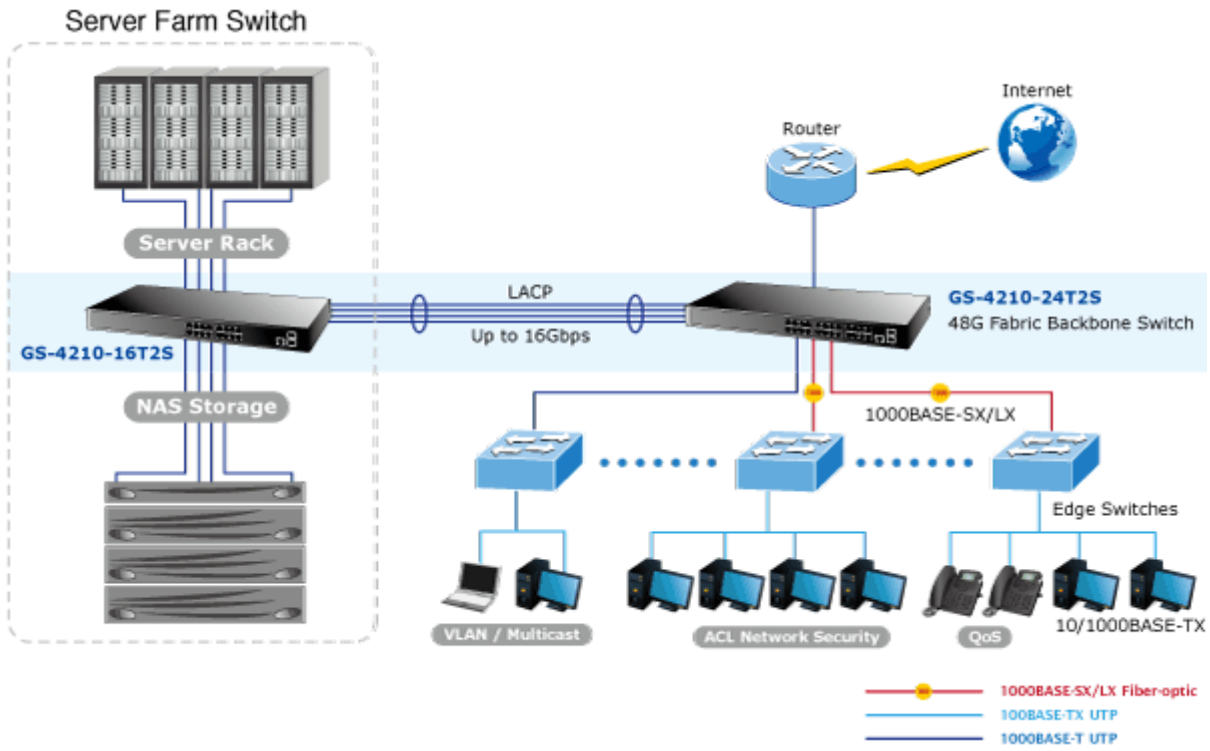 Server Farm Switch
Internet
Router
Server Rack
LACP
GS-4210-24T2S
48G Fabric Backbone Switch
Up to 16Gbps
GS-4210-16T2S
NAS Storage
1000BASE-SX/LX
Edge Switches
VLAN / Multicast
ACL Network Security
QoS
10/1000BASE-TX
1000BASE-SX/LX Fiber-optic
100BASE-TX UTP
1000BASE-T UTP